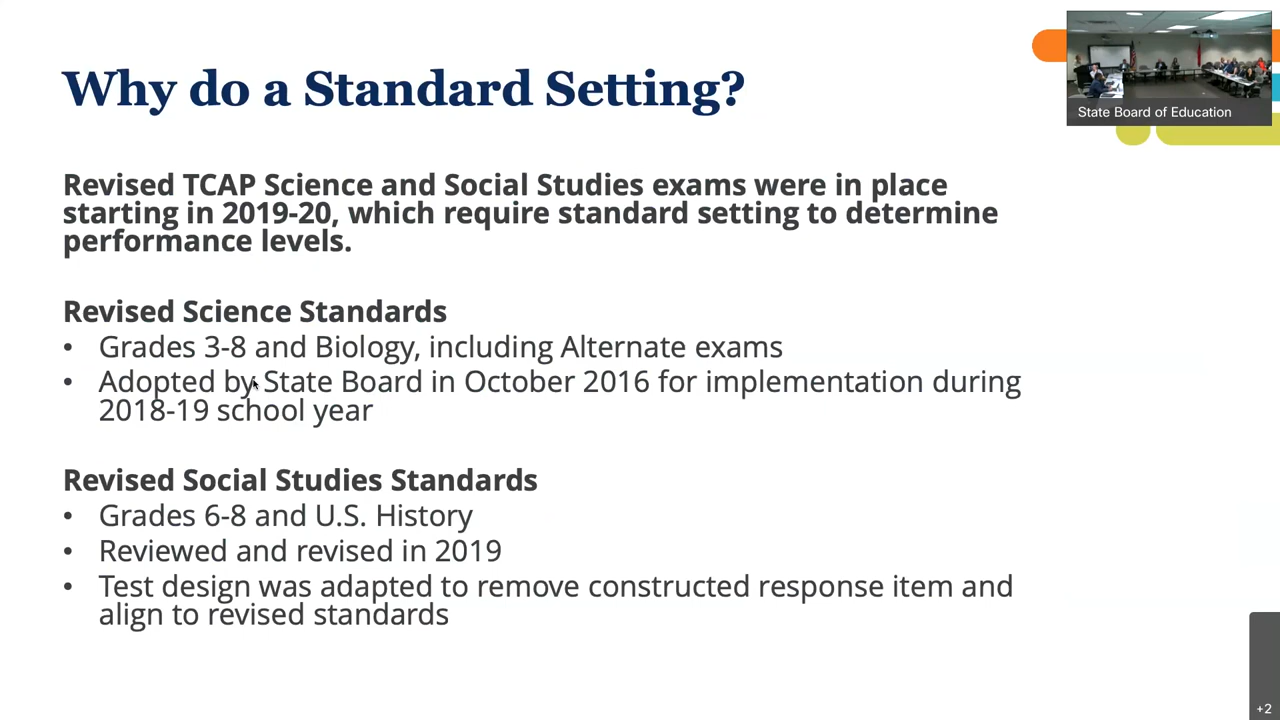 Why do a Standard Setting?
State Board of Education
Revised TCAP Science and Social Studies exams were in place
starting in 2019-20, which require standard setting to determine
performance levels.
Revised Science Standards
• Grades 3-8 and Biology, including Alternate exams
• Adopted by State Board in October 2016 for implementation during
2018-19 school year
Revised Social Studies Standards
• Grades 6-8 and U.S. History
• Reviewed and revised in 2019
• Test design was adapted to remove constructed response item and
align to revised standards
+2